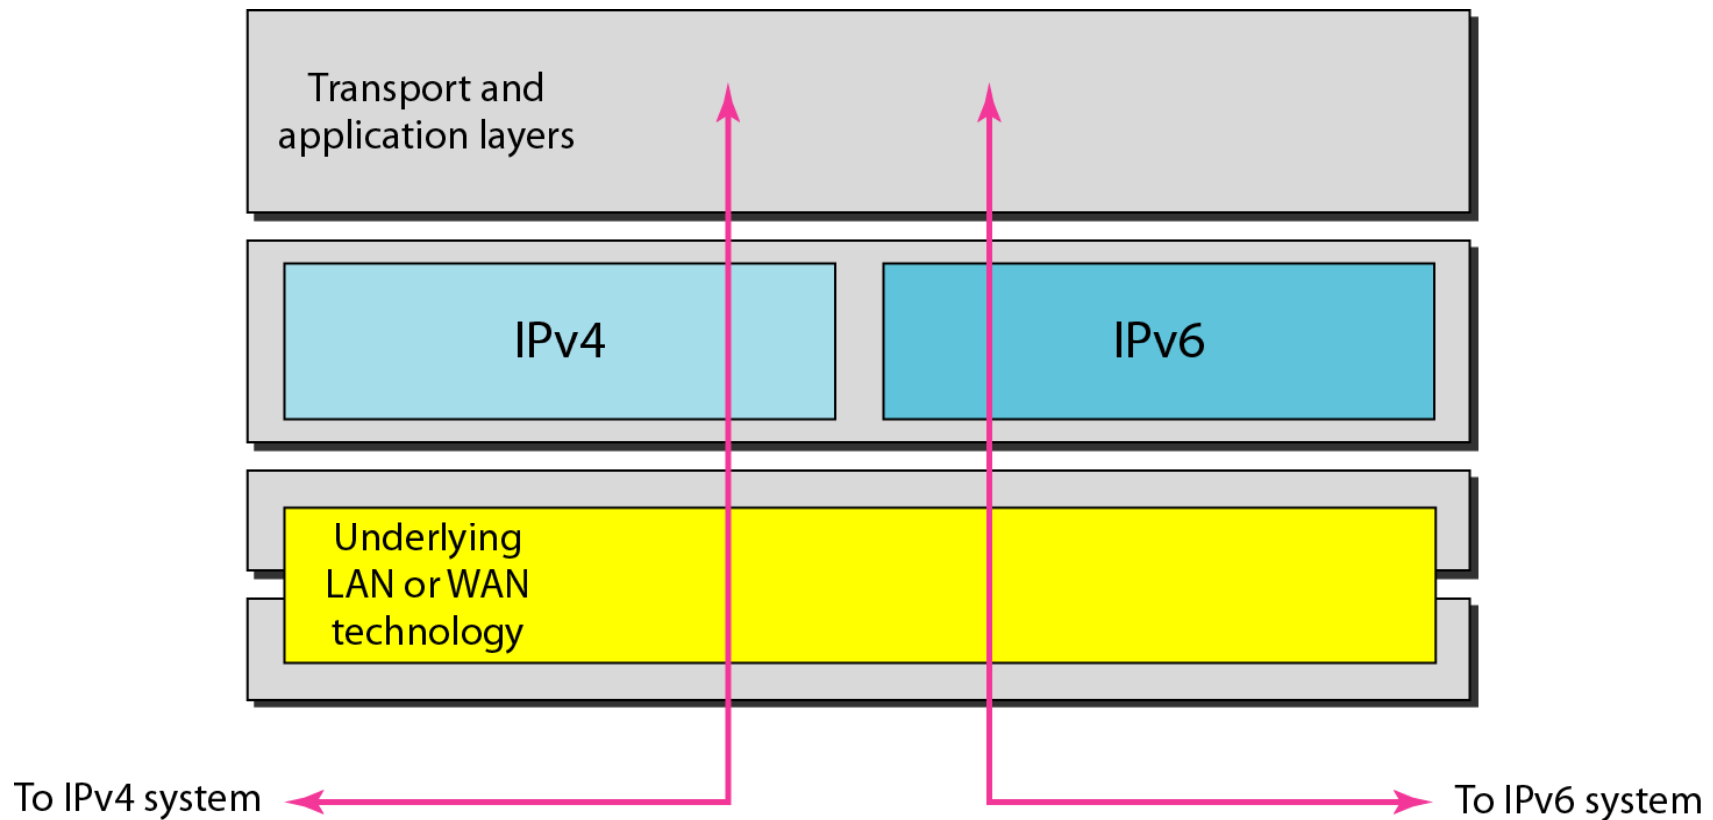 Transport and
application layers
IPv4
IPv6
Underlying
LAN or WAN
technology
To IPv4 system
To IPv6 system